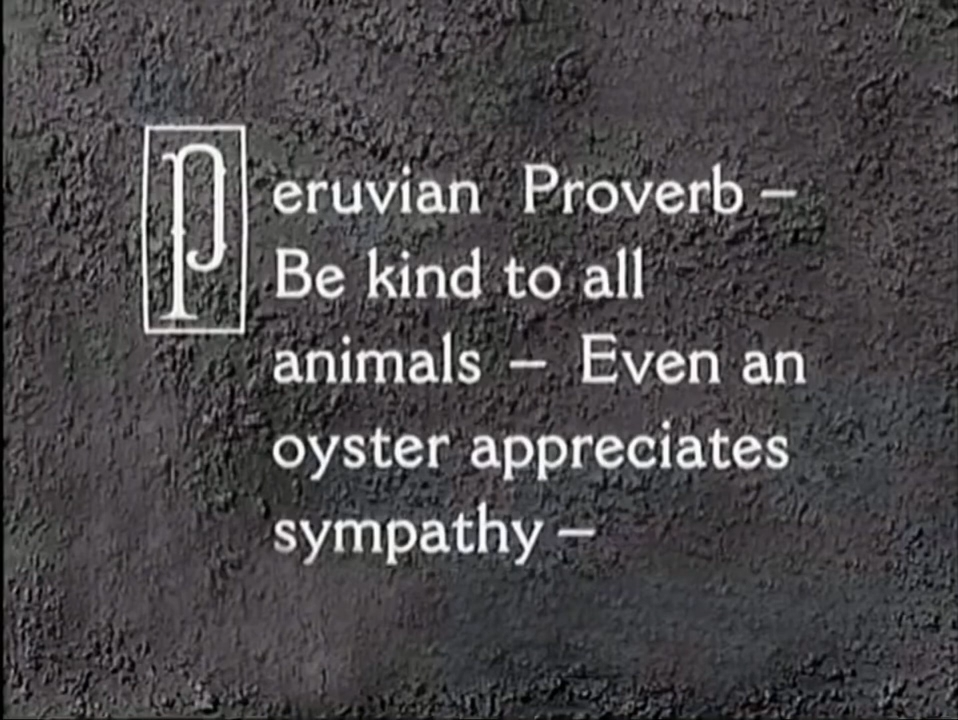 Peruvian Proverb –
Be kind to all
animals – Even an
oyster appreciates
sympathy –